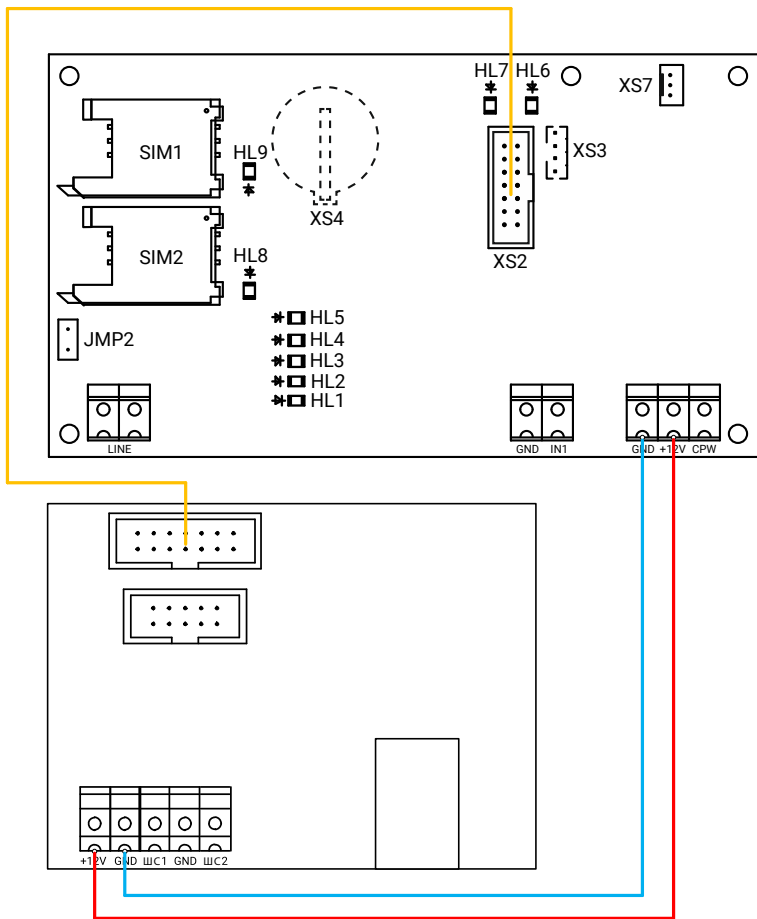 HL7 HL6
XS7
SIM1
HL9
XS3
XS4
XS2
SIM2
HL8
HL5
JMP2
HL4
HL3
HL2
HL1
LINE
GND IN1
GND +12V CPW
+12V GND ШС1 GND ШС2